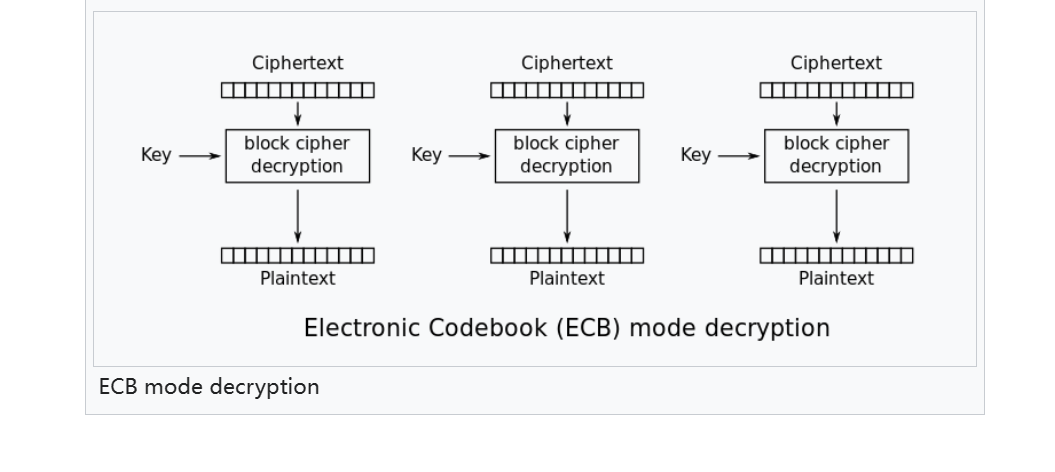 Ciphertext Ciphertext Ciphertext
Key block cipher decryption Key block cipher decryption Key block cipher decryption
Plaintext Plaintext Plaintext
Electronic Codebook (ECB) mode decryption
ECB mode decryption